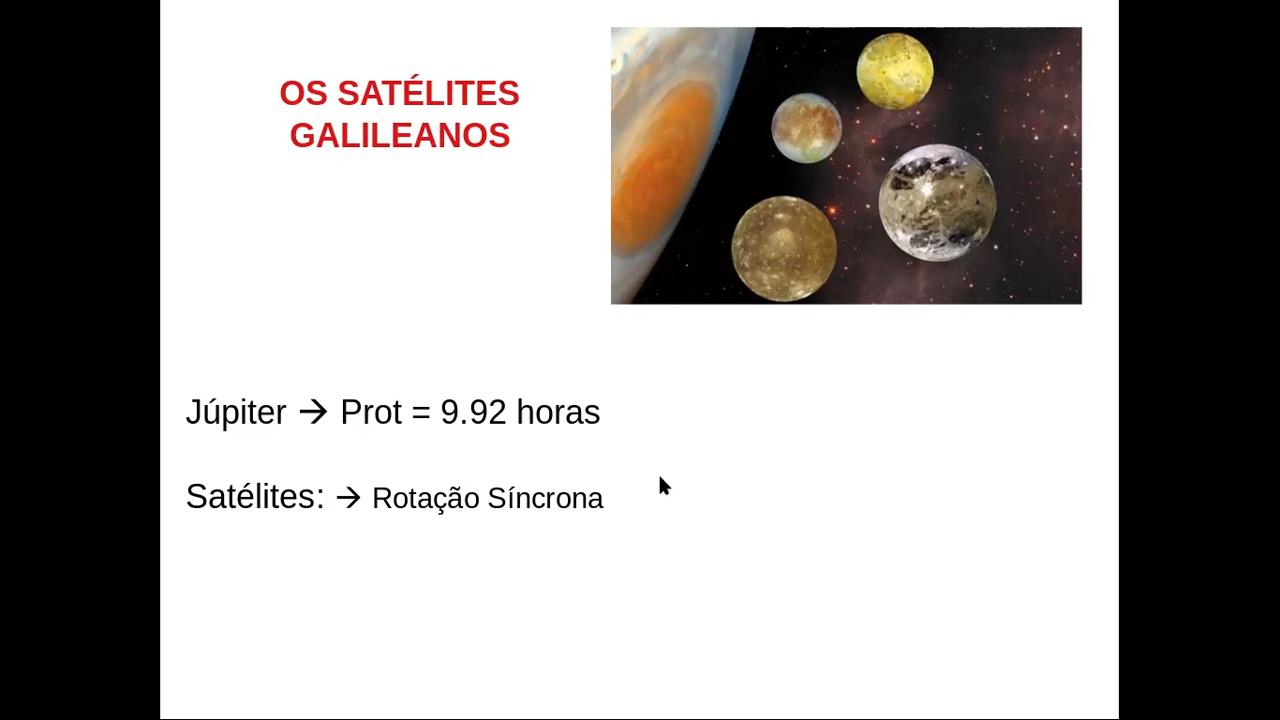 OS SATÉLITES
GALILEANOS
Júpiter → Prot = 9.92 horas
Satélites: → Rotação Síncrona